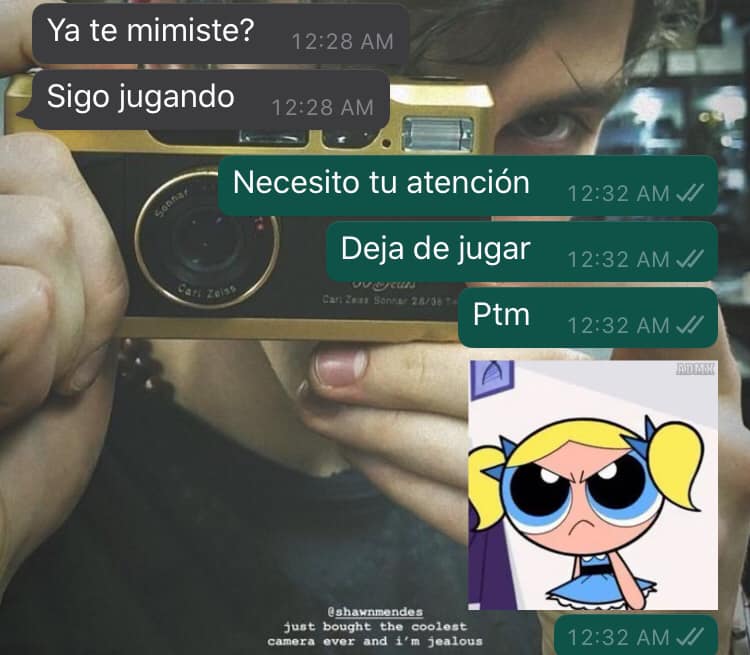 Ya te mimiste? 12:28 AM
Sigo jugando 12:28 AM
Necesito tu atención 12:32 AM
Deja de jugar 12:32 AM
Sonnar
Carl Zeiss
Carl Zeiss Sonnar 2.8/38
Ptm 12:32 AM
ADMX
@shawnmendes
just bought the coolest
camera ever and i'm jealous
12:32 AM